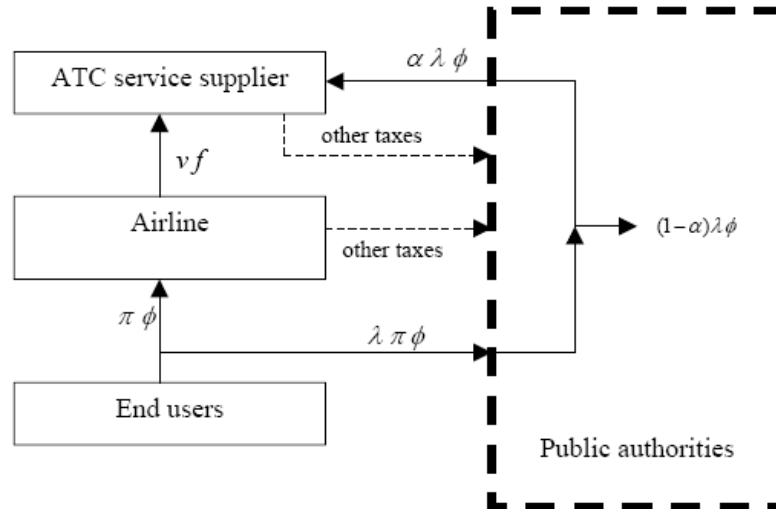 ATC service supplier
α λ ϕ
other taxes
v f
Airline
other taxes
(1−α)λϕ
π ϕ
λ π ϕ
End users
Public authorities